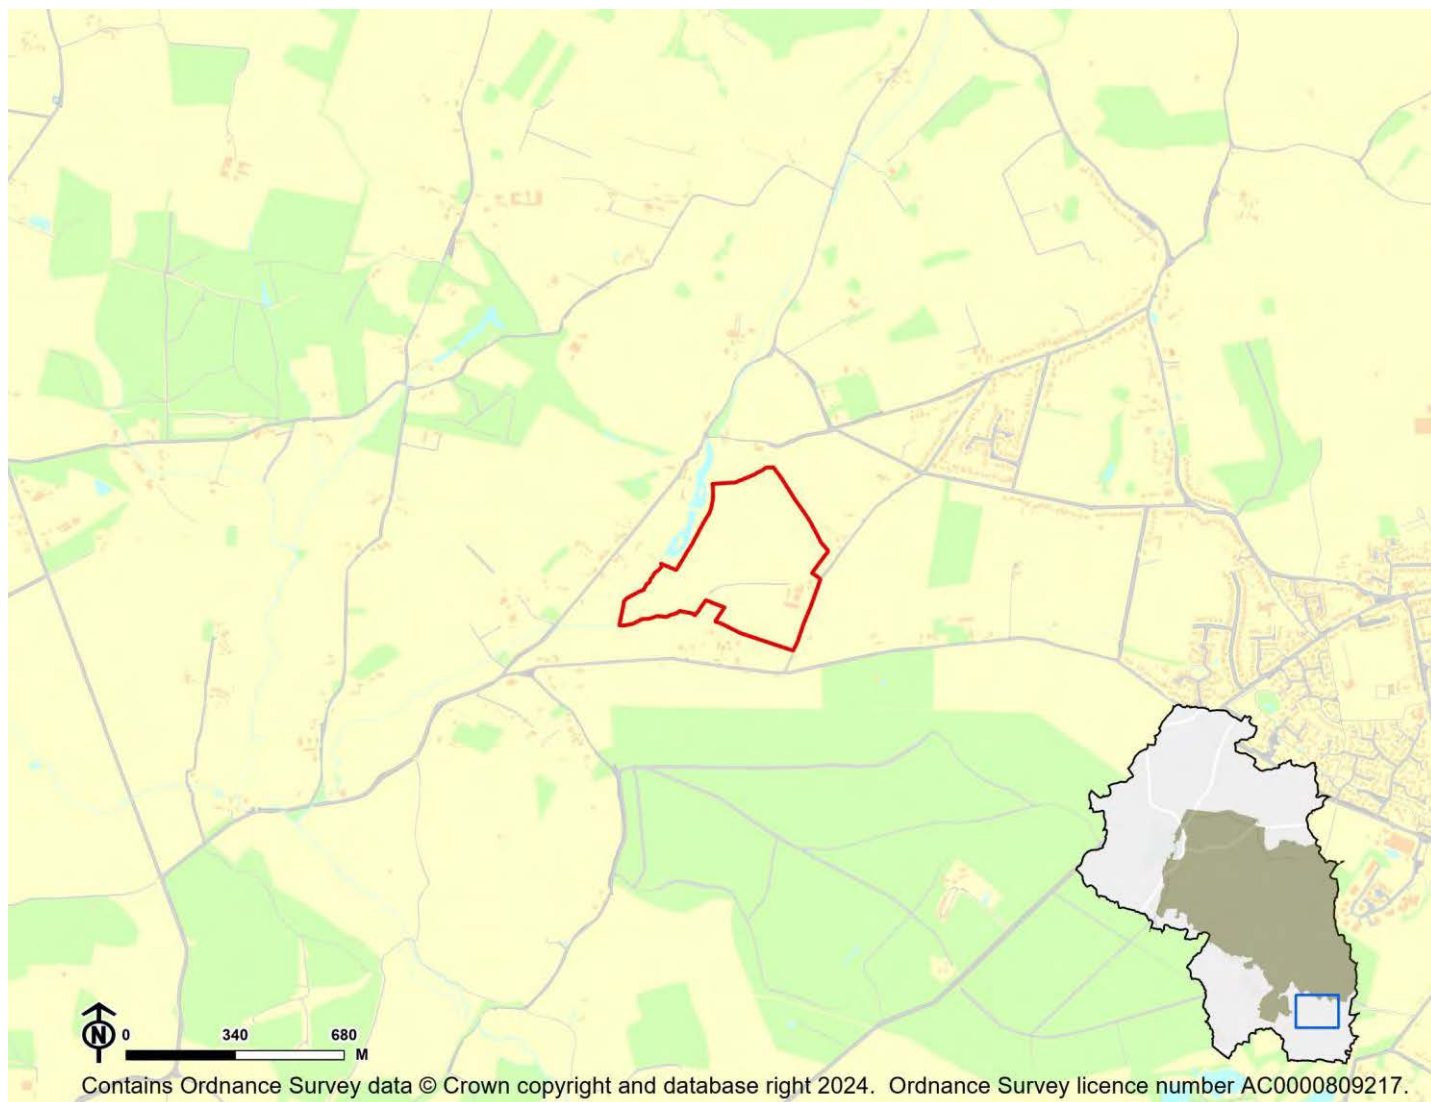 N
0 340 680
M
Contains Ordnance Survey data © Crown copyright and database right 2024. Ordnance Survey licence number AC0000809217.